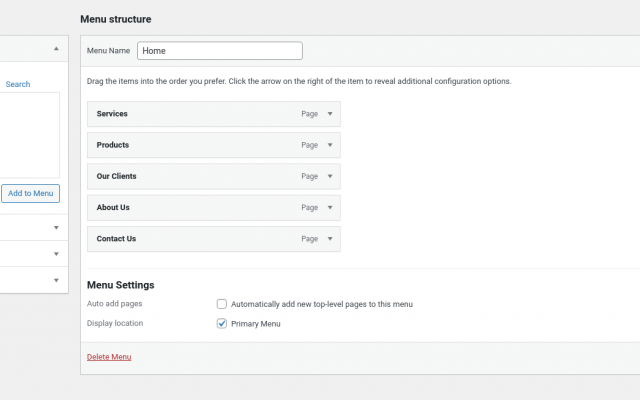 Menu structure
Menu Name Home
Search
Drag the items into the order you prefer. Click the arrow on the right of the item to reveal additional configuration options.
Services Page
Products Page
Our Clients Page
Add to Menu
About Us Page
Contact Us Page
Menu Settings
Auto add pages Automatically add new top-level pages to this menu
Display location Primary Menu
Delete Menu